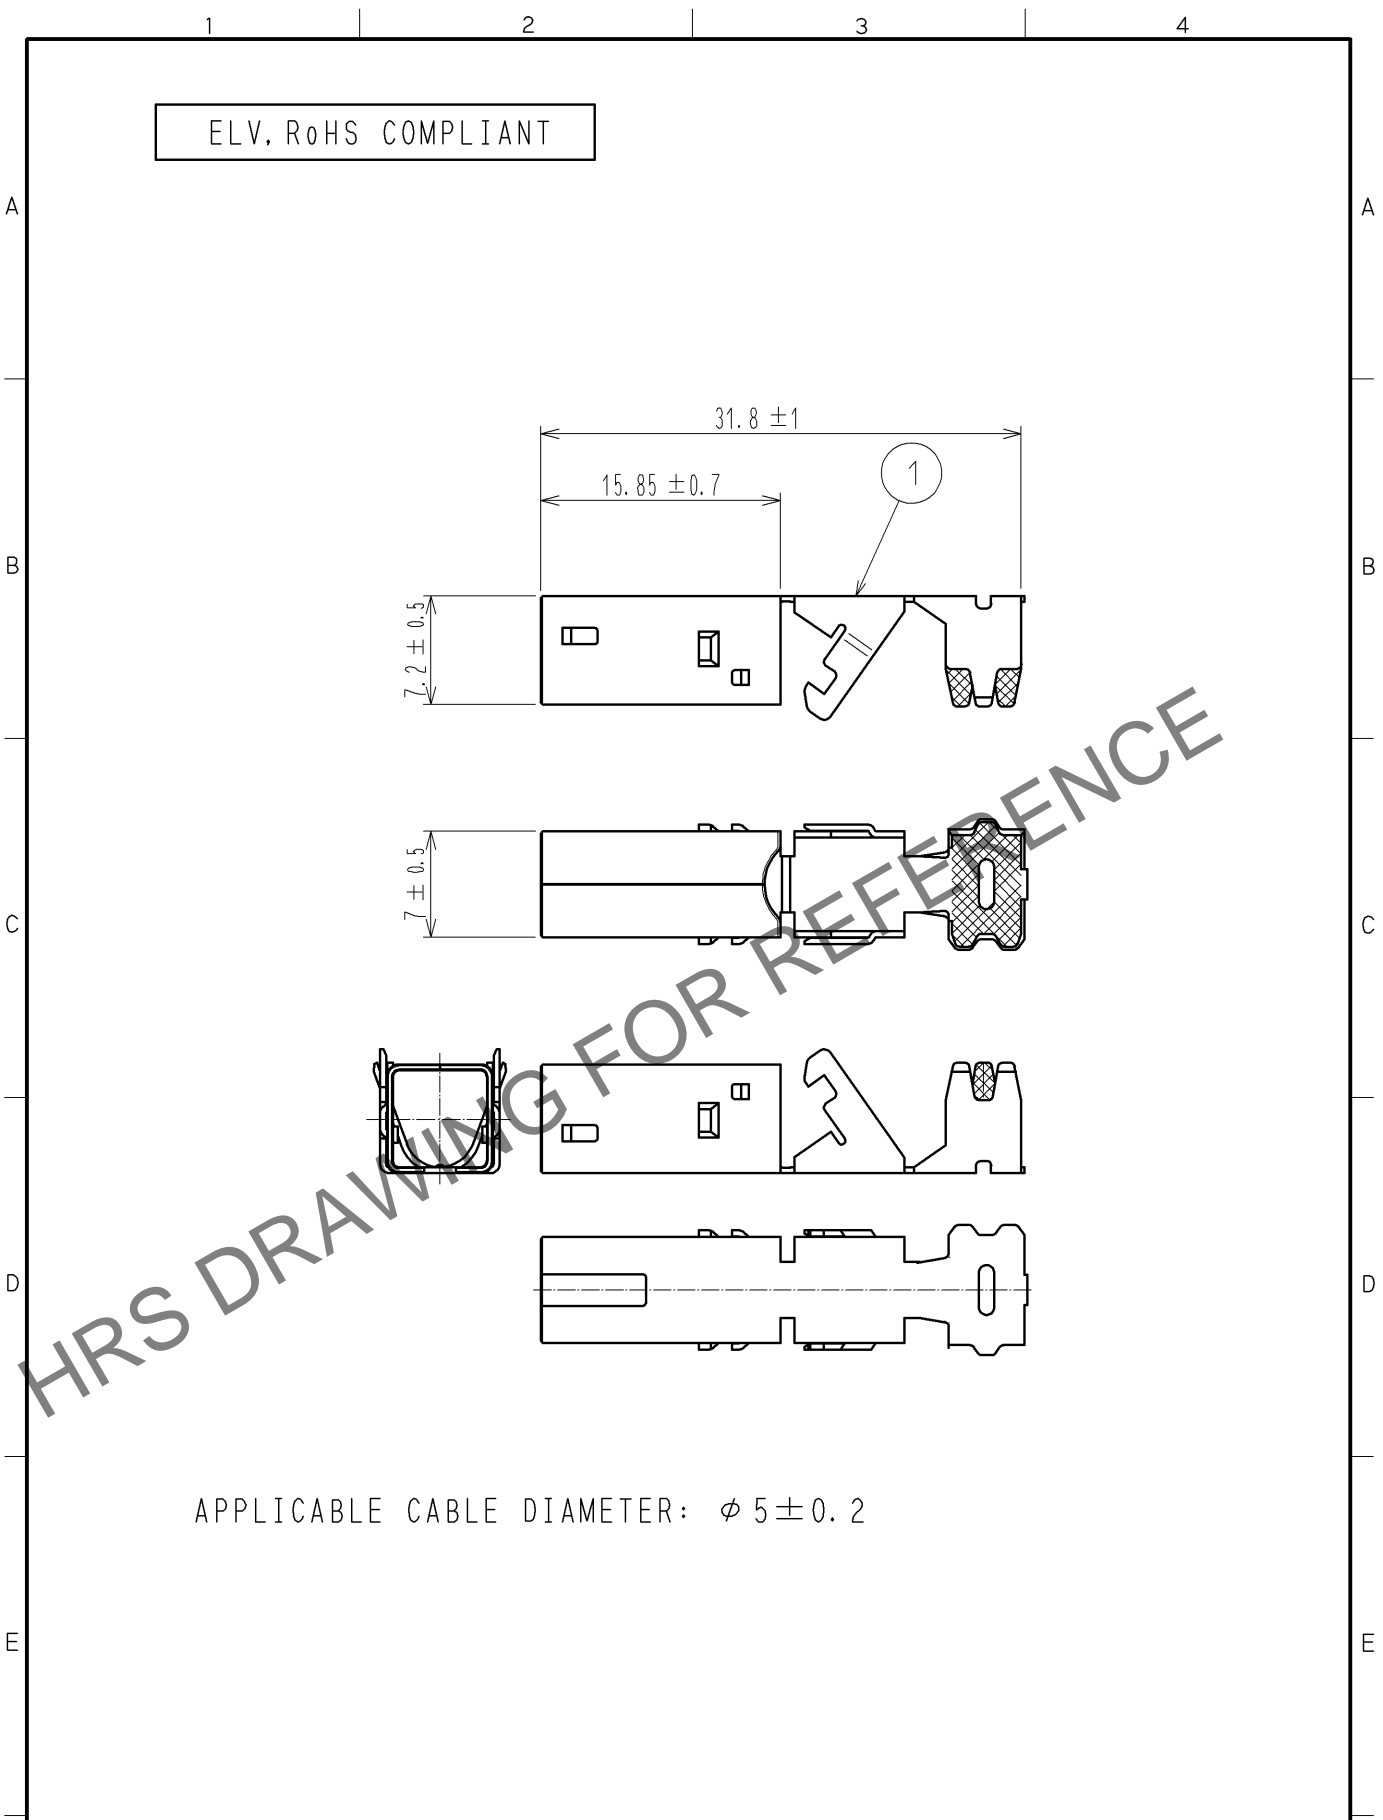 1 2 3 4
ELV, RoHS COMPLIANT
A A
31.8 ±1
15.85 ±0.7
1
B B
7.2 ± 0.5
7 ± 0.5
C C
HRS DRAWING FOR REFERENCE
D D
APPLICABLE CABLE DIAMETER: φ5±0.2
E E